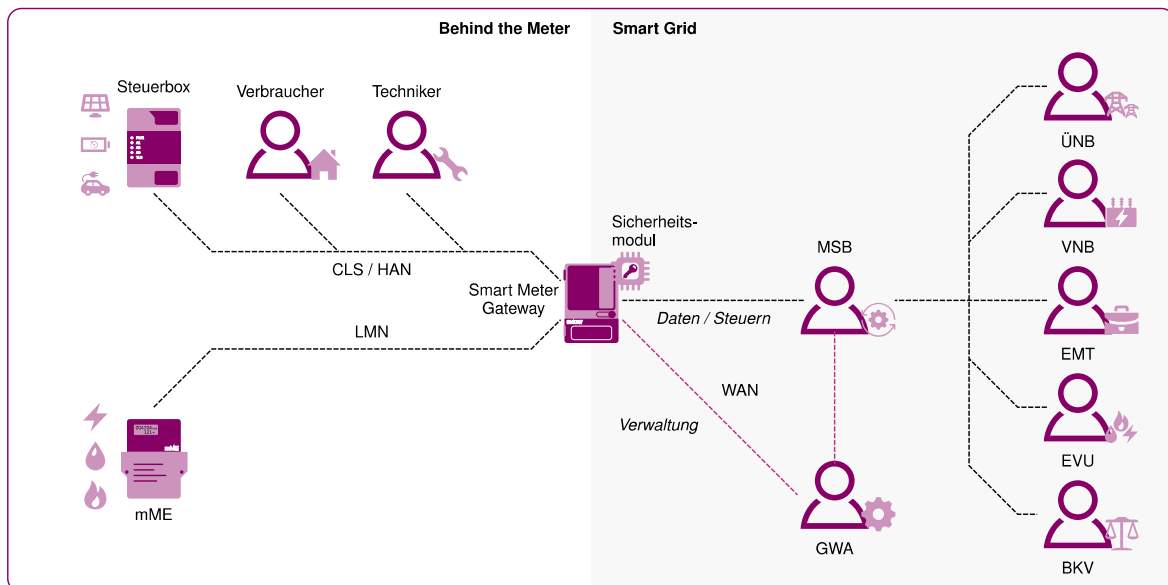 Behind the Meter
Smart Grid
Steuerbox
Verbraucher
Techniker
ÜNB
Sicherheits-
modul
MSB
VNB
CLS / HAN
Smart Meter
Gateway
Daten / Steuern
LMN
EMT
WAN
Verwaltung
EVU
mME
GWA
BKV